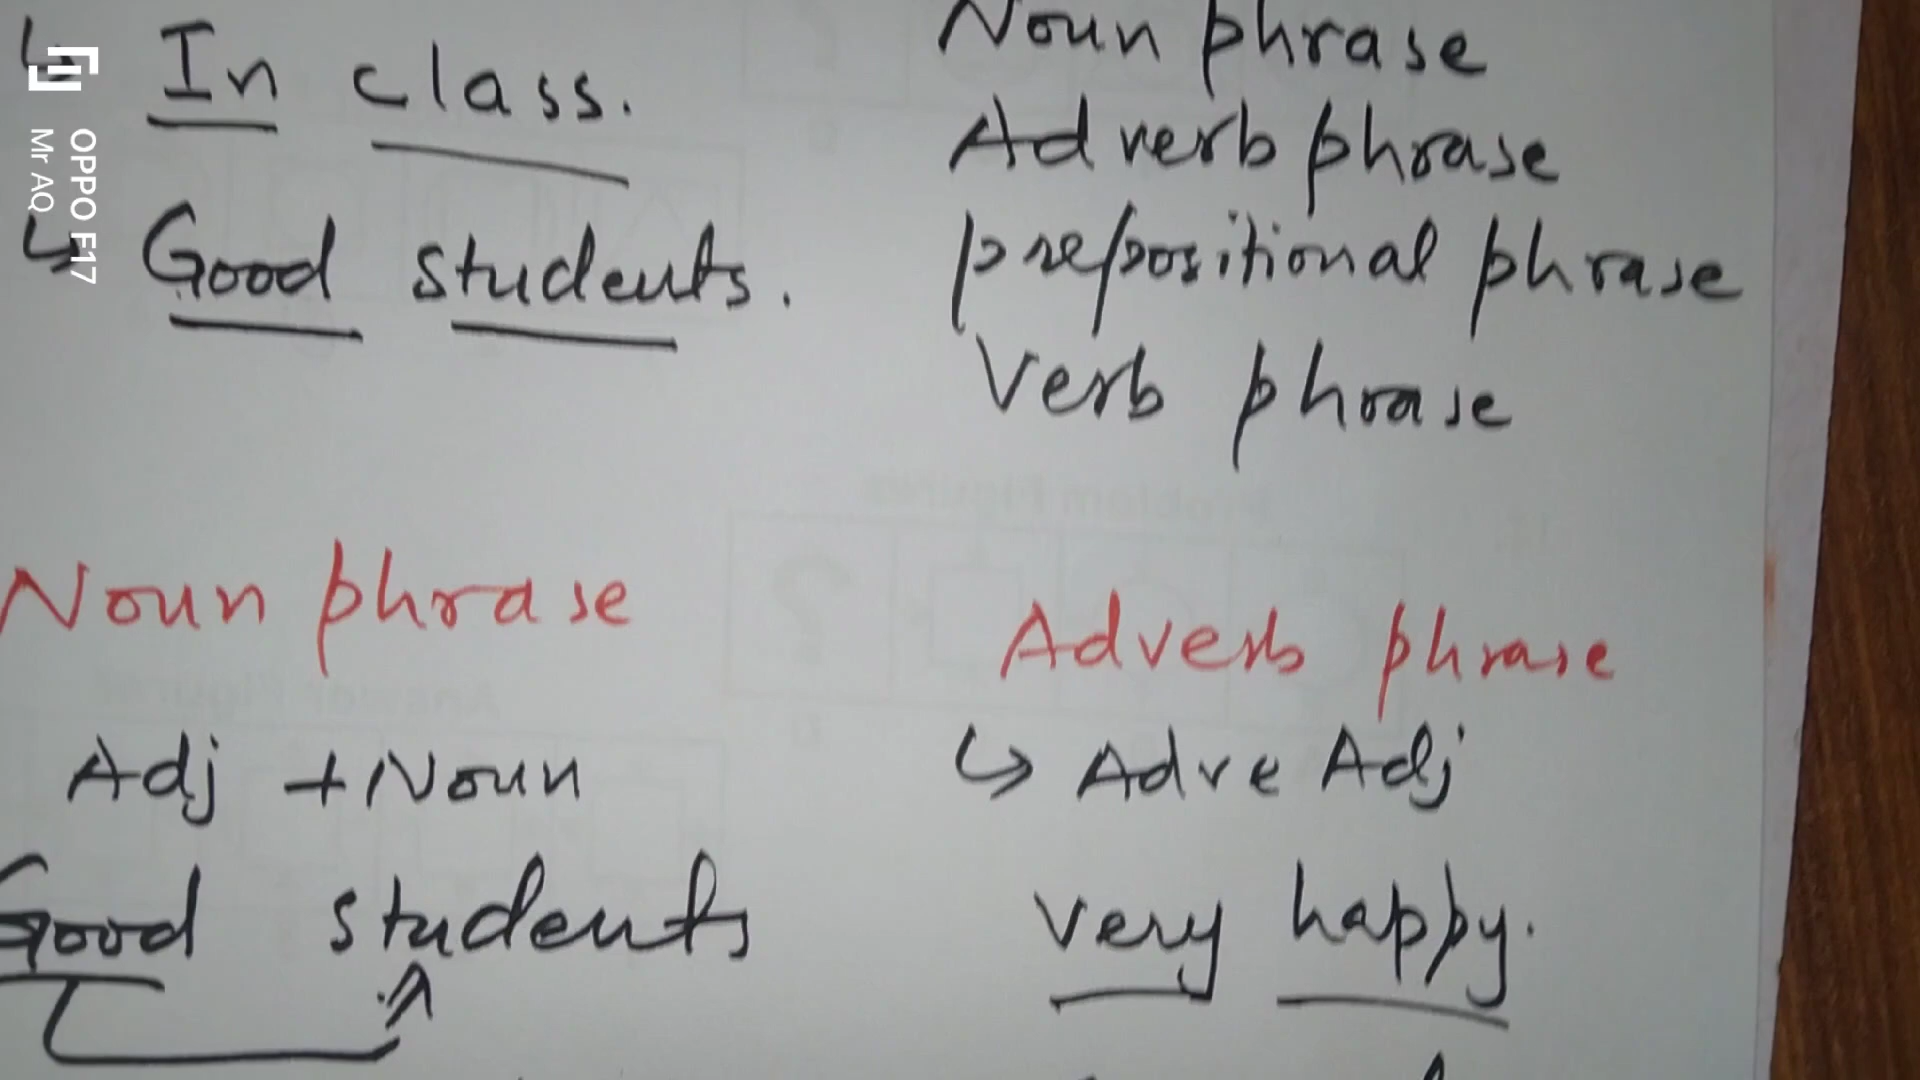 In class.
Good students.
Noun phrase
Adverb phrase
prepositional phrase
Verb phrase
Noun phrase
Adj + Noun
Good students
Adverb phrase
Adve Adj
very happy.
OPPO F17
Mr AQ